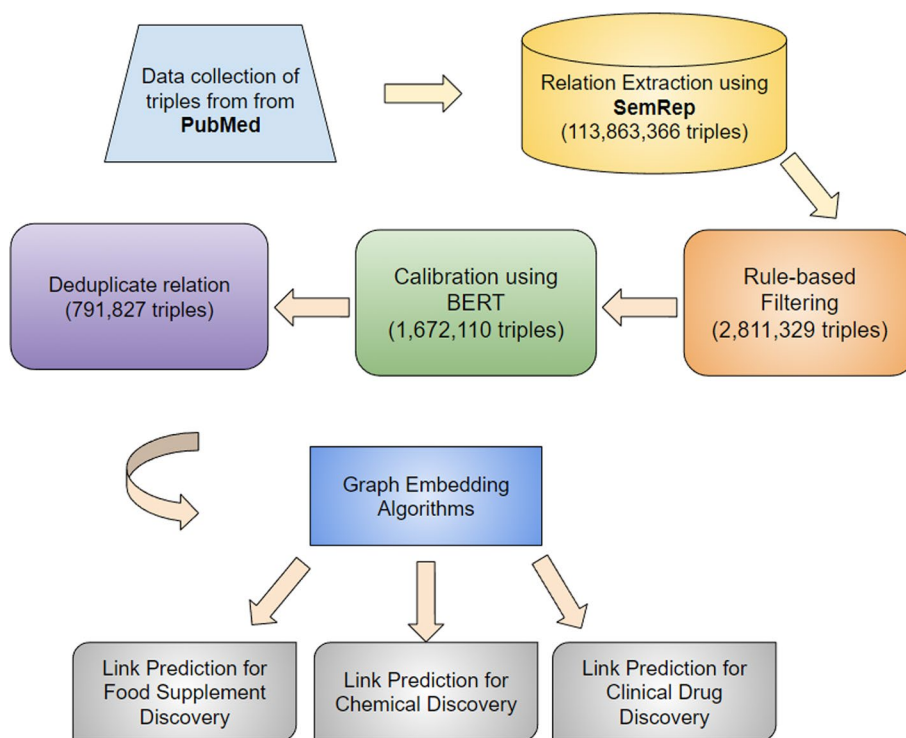 Data collection of
triples from from
PubMed
Relation Extraction using
SemRep
(113,863,366 triples)
Rule-based
Filtering
(2,811,329 triples)
Calibration using
BERT
(1,672,110 triples)
Deduplicate relation
(791,827 triples)
Graph Embedding
Algorithms
Link Prediction for
Food Supplement
Discovery
Link Prediction for
Chemical Discovery
Link Prediction for
Clinical Drug
Discovery